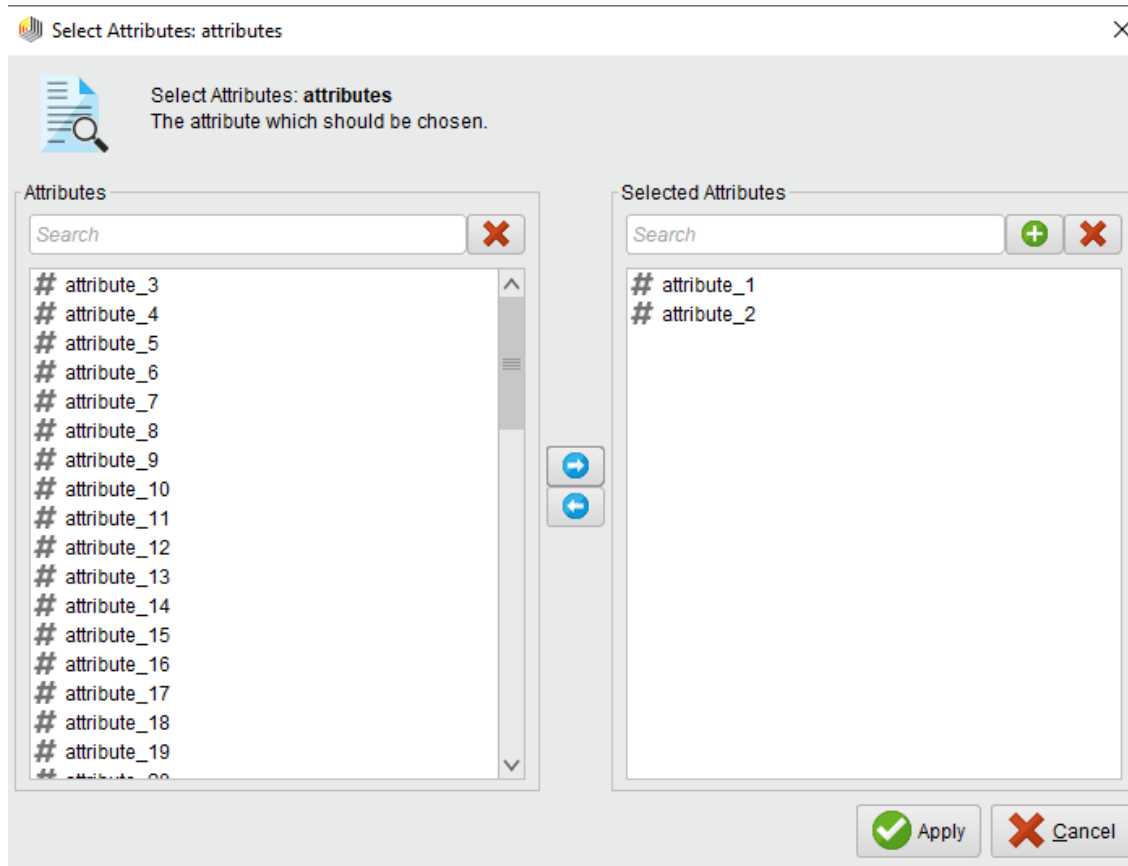 Select Attributes: attributes
Select Attributes: attributes
The attribute which should be chosen.
Attributes
Search
# attribute_3
# attribute_4
# attribute_5
# attribute_6
# attribute_7
# attribute_8
# attribute_9
# attribute_10
# attribute_11
# attribute_12
# attribute_13
# attribute_14
# attribute_15
# attribute_16
# attribute_17
# attribute_18
# attribute_19
Selected Attributes
Search
# attribute_1
# attribute_2
Apply
Cancel